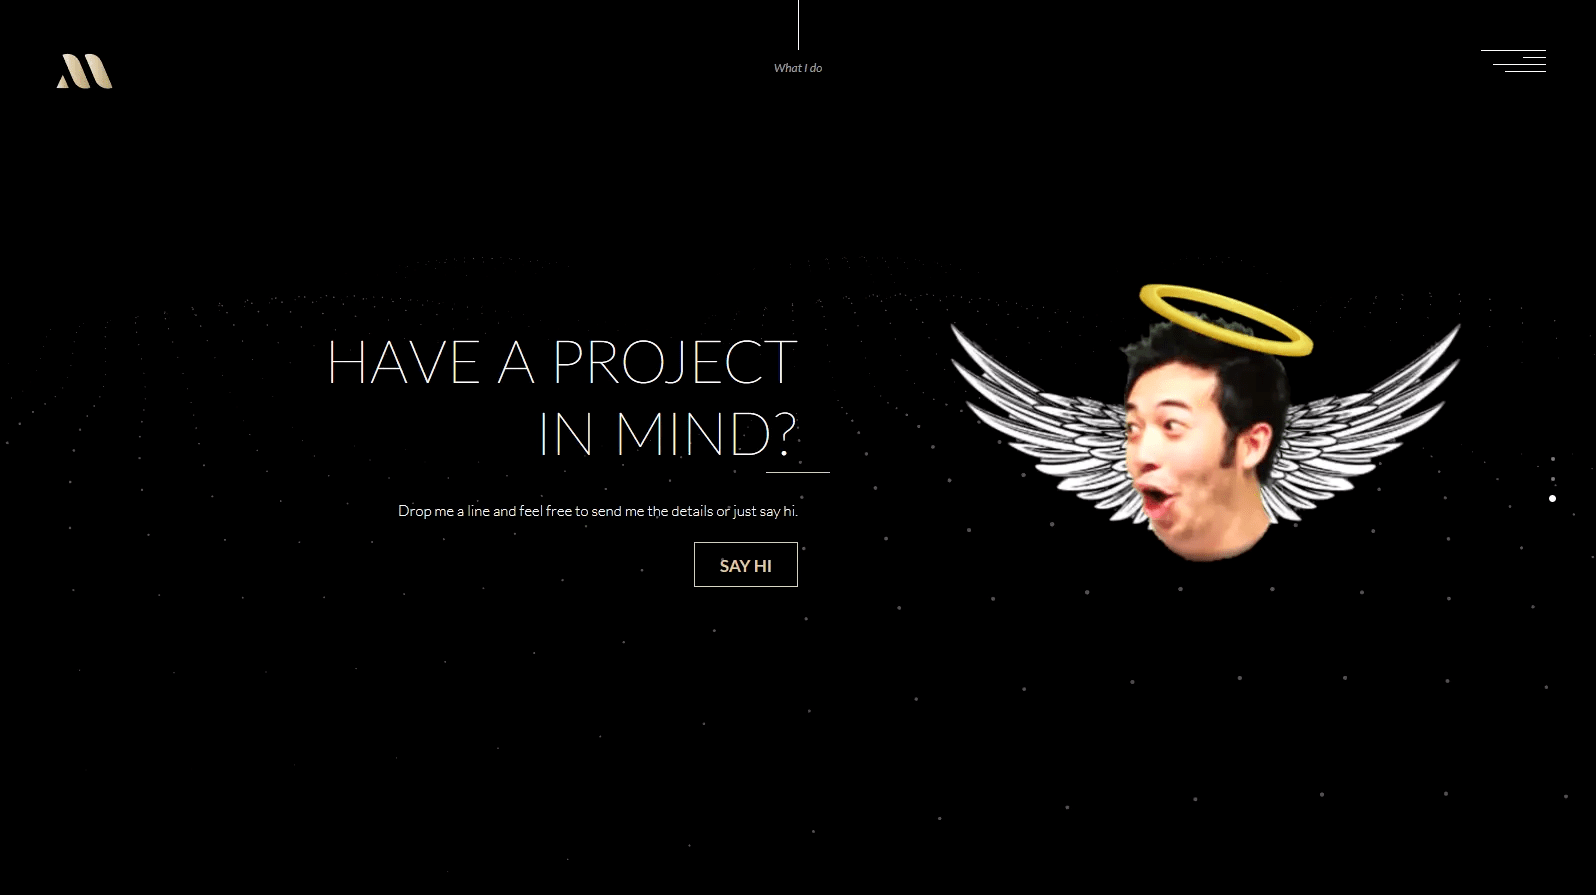 What I do
HAVE A PROJECT
IN MIND?
Drop me a line and feel free to send me the details or just say hi.
SAY HI